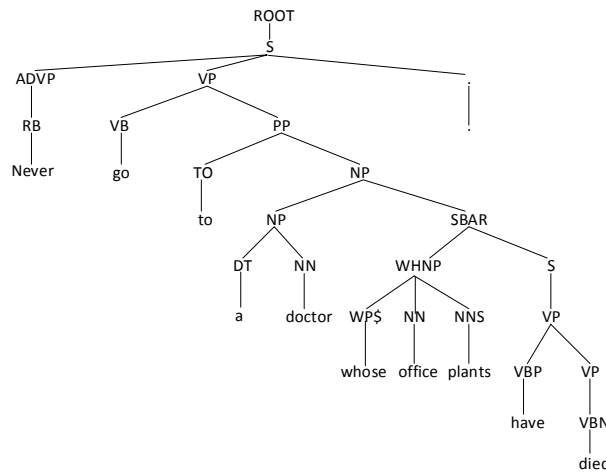 ROOT
S
ADVP VP .
RB VB PP .
Never go TO NP
to NP SBAR
DT NN WHNP S
a doctor WP$ NN NNS VP
whose office plants VBP VP
have VBN
died